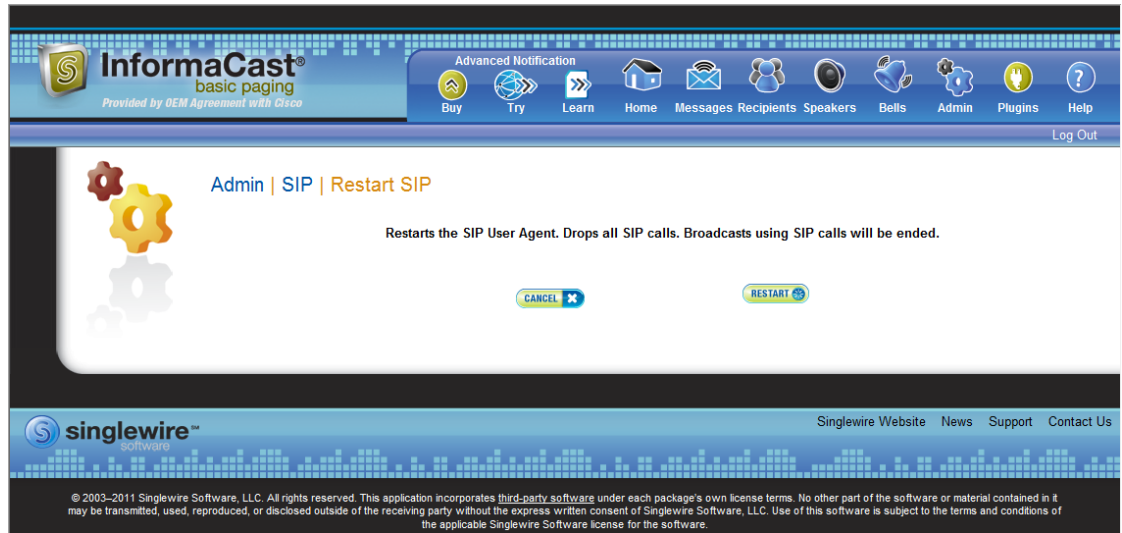 InformaCast®
basic paging
Provided by OEM Agreement with Cisco
Advanced Notification
Buy Try Learn Home Messages Recipients Speakers Bells Admin Plugins Help
Log Out
Admin | SIP | Restart SIP
Restarts the SIP User Agent. Drops all SIP calls. Broadcasts using SIP calls will be ended.
CANCEL RESTART
Singlewire Website News Support Contact Us
singlewire℠
software
© 2003–2011 Singlewire Software, LLC. All rights reserved. This application incorporates third-party software under each package's own license terms. No other part of the software or material contained in it
may be transmitted, used, reproduced, or disclosed outside of the receiving party without the express written consent of Singlewire Software, LLC. Use of this software is subject to the terms and conditions of
the applicable Singlewire Software license for the software.